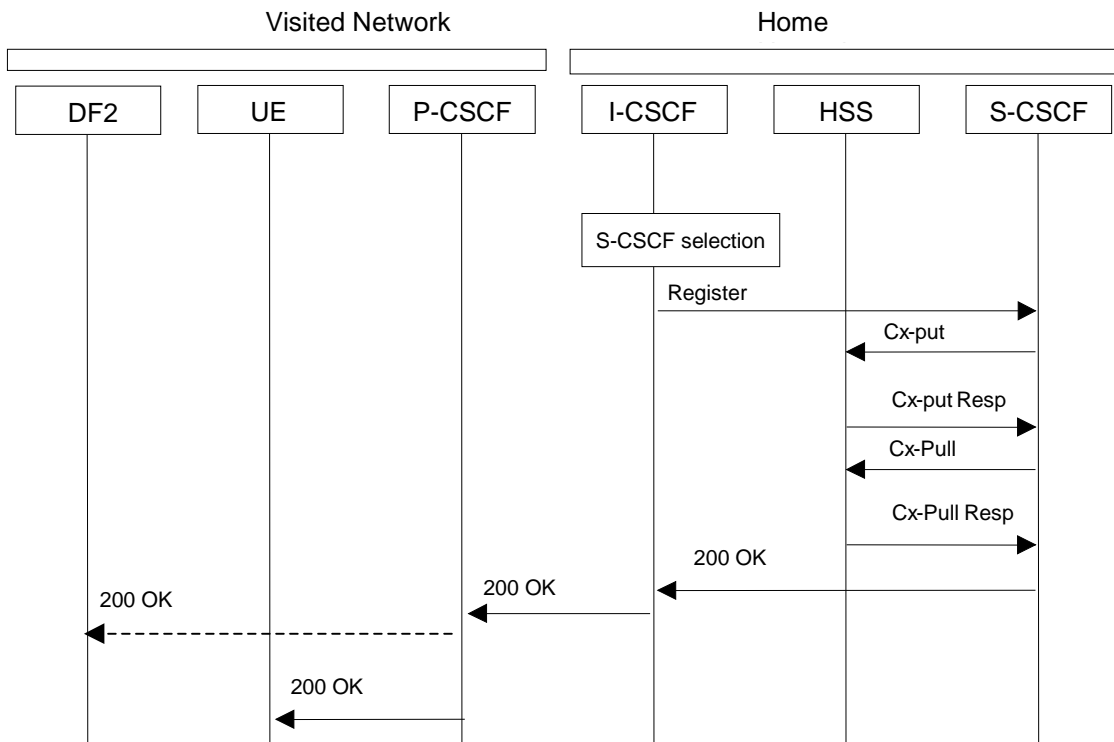 Visited Network
Home
DF2
UE
P-CSCF
I-CSCF
HSS
S-CSCF
S-CSCF selection
Register
Cx-put
Cx-put Resp
Cx-Pull
Cx-Pull Resp
200 OK
200 OK
200 OK
200 OK